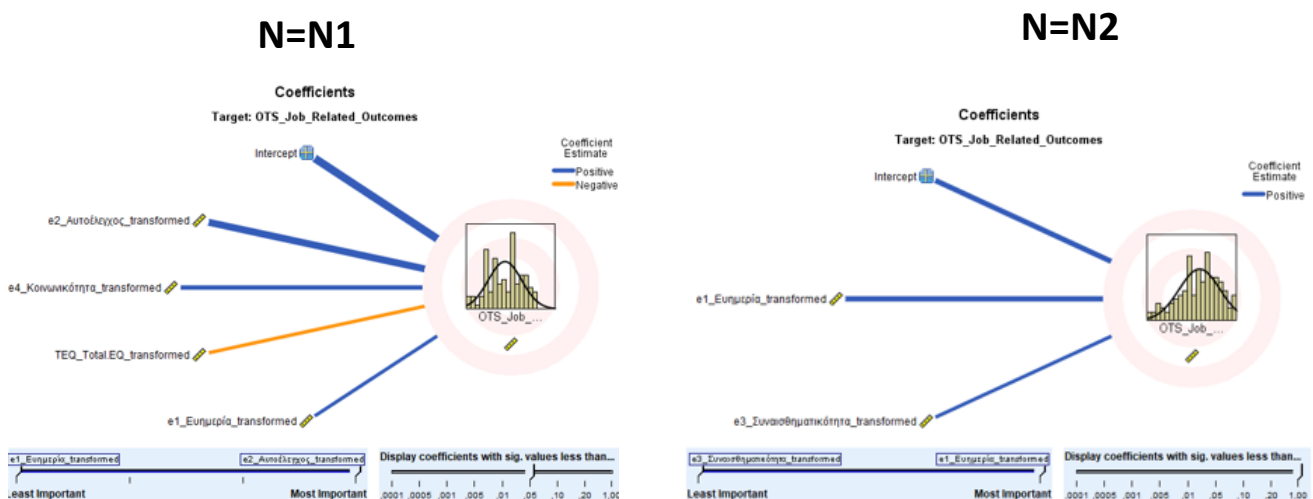 N=N1
Coefficients
Target: OTS_Job_Related_Outcomes
Intercept
Coefficient
Estimate
Positive
Negative
e2_Αυτοέλεγχος_transformed
e4_Κοινωνικότητα_transformed
TEQ_Total.EQ_transformed
e1_Ευημερία_transformed
OTS_Job_...
e1_Ευημερία_transformed
e2_Αυτοέλεγχος_transformed
Least Important
Most Important
Display coefficients with sig. values less than...
.0001 .0005 .001 .005 .01 .05 .10 .20 1.00
N=N2
Coefficients
Target: OTS_Job_Related_Outcomes
Intercept
Coefficient
Estimate
Positive
e1_Ευημερία_transformed
e3_Συναισθηματικότητα_transformed
OTS_Job_...
e3_Συναισθηματικότητα_transformed
e1_Ευημερία_transformed
Least Important
Most Important
Display coefficients with sig. values less than...
.0001 .0005 .001 .005 .01 .05 .10 .20 1.00